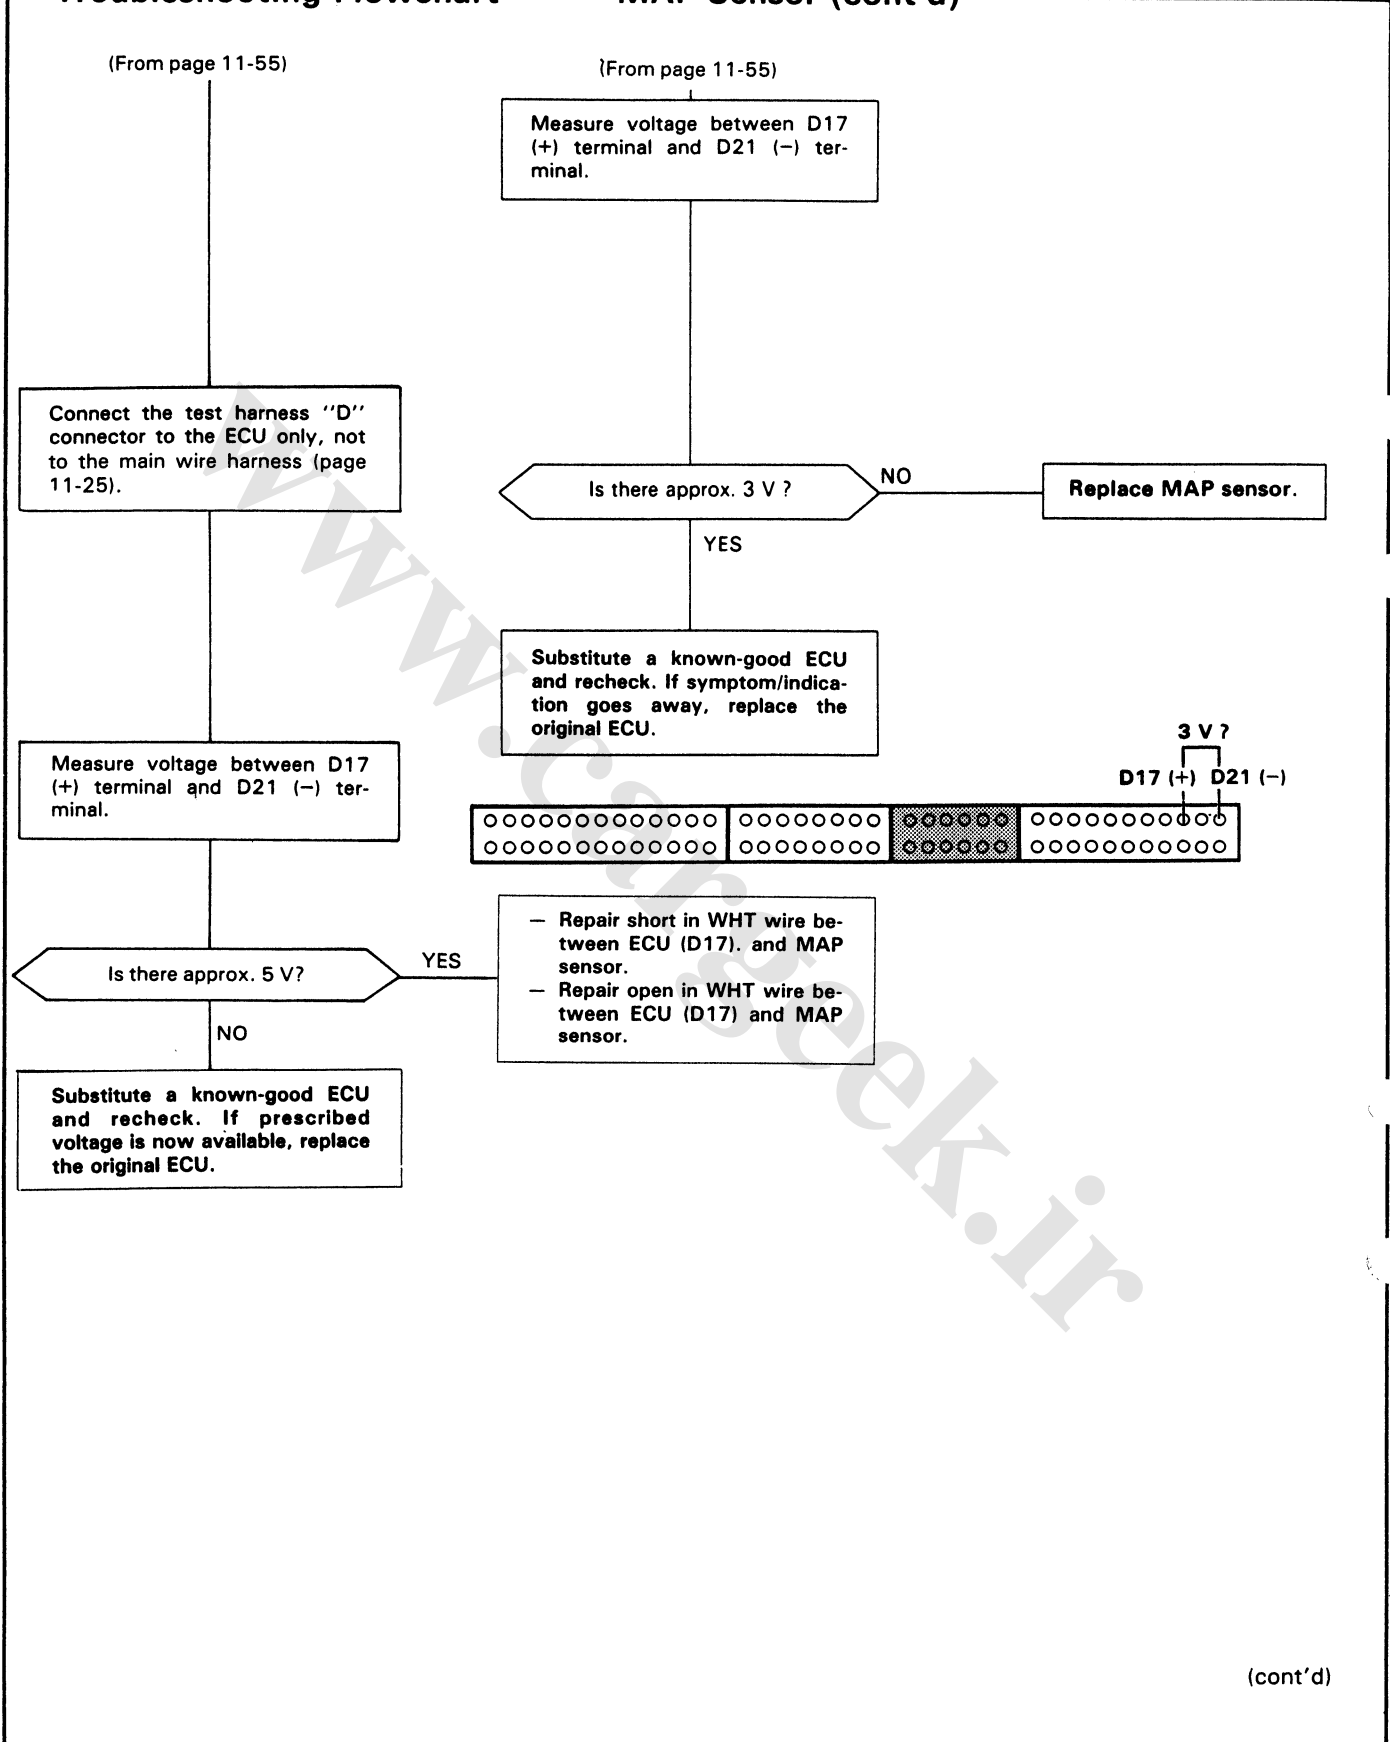 Troubleshooting Flowchart MAP Sensor (cont'd)
(From page 11-55)
(From page 11-55)
Measure voltage between D17
(+) terminal and D21 (−) ter-
minal.
Connect the test harness ''D''
connector to the ECU only, not
to the main wire harness (page
11-25).
Is there approx. 3 V ?
NO
Replace MAP sensor.
YES
Substitute a known-good ECU
and recheck. If symptom/indica-
tion goes away, replace the
original ECU.
Measure voltage between D17
(+) terminal and D21 (−) ter-
minal.
3 V ?
D17 (+) D21 (−)
Is there approx. 5 V?
YES
— Repair short in WHT wire be-
tween ECU (D17). and MAP
sensor.
— Repair open in WHT wire be-
tween ECU (D17) and MAP
sensor.
NO
Substitute a known-good ECU
and recheck. If prescribed
voltage is now available, replace
the original ECU.
(cont'd)
www.cargeek.ir